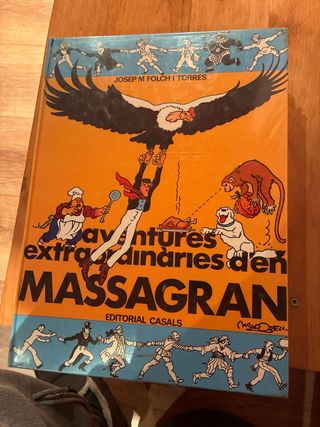 JOSEP M FOLCH I TORRES
aventures
extraordinàries d'en
MASSAGRAN
EDITORIAL CASALS